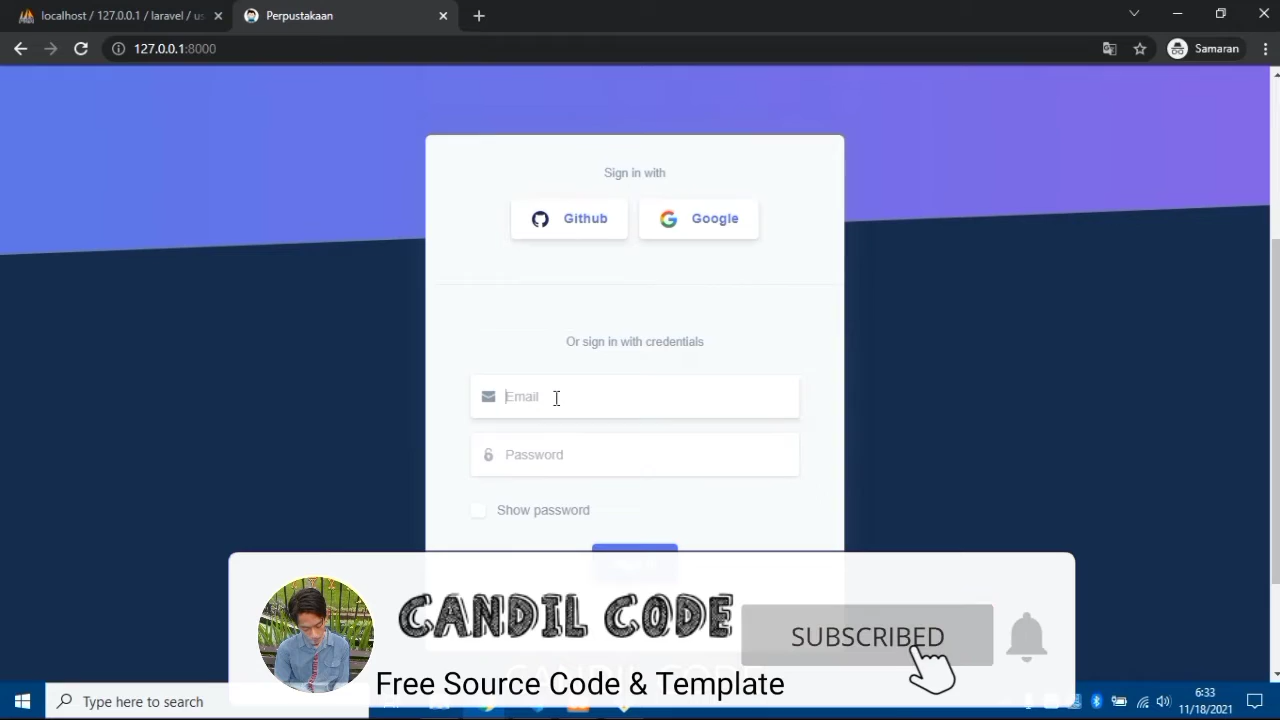 localhost / 127.0.0.1 / laravel / us
Perpustakaan
127.0.0.1:8000
Samaran
Sign in with
Github
Google
Or sign in with credentials
Email
Password
Show password
CANDIL CODE
SUBSCRIBED
Free Source Code & Template
Type here to search
6:33
11/18/2021